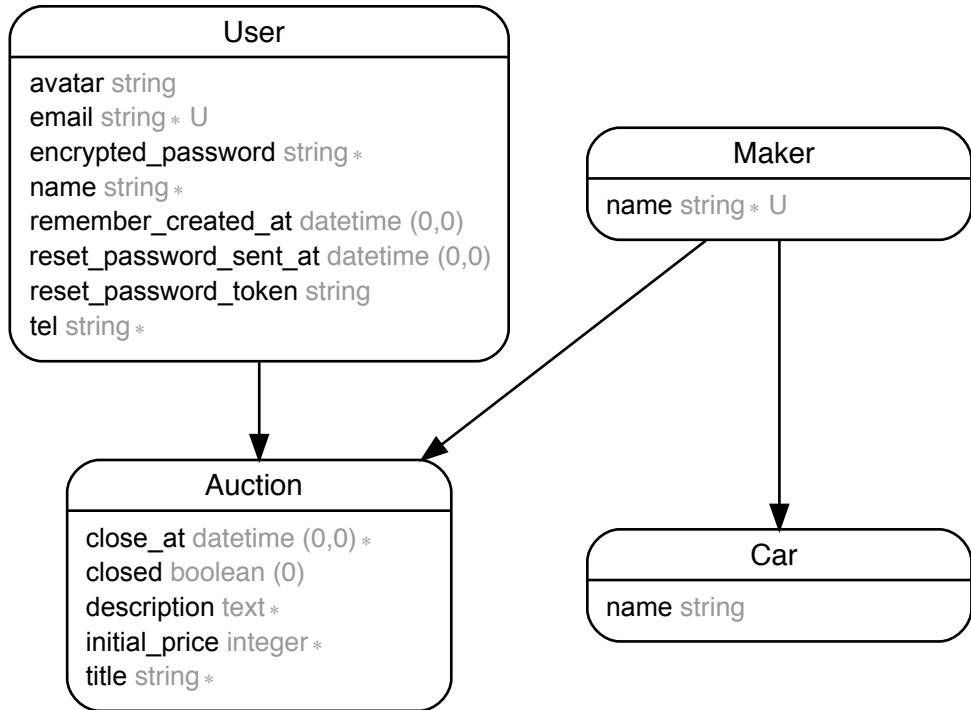 User
avatar string
email string * U
encrypted_password string *
name string *
remember_created_at datetime (0,0)
reset_password_sent_at datetime (0,0)
reset_password_token string
tel string *
Maker
name string * U
Auction
close_at datetime (0,0) *
closed boolean (0)
description text *
initial_price integer *
title string *
Car
name string